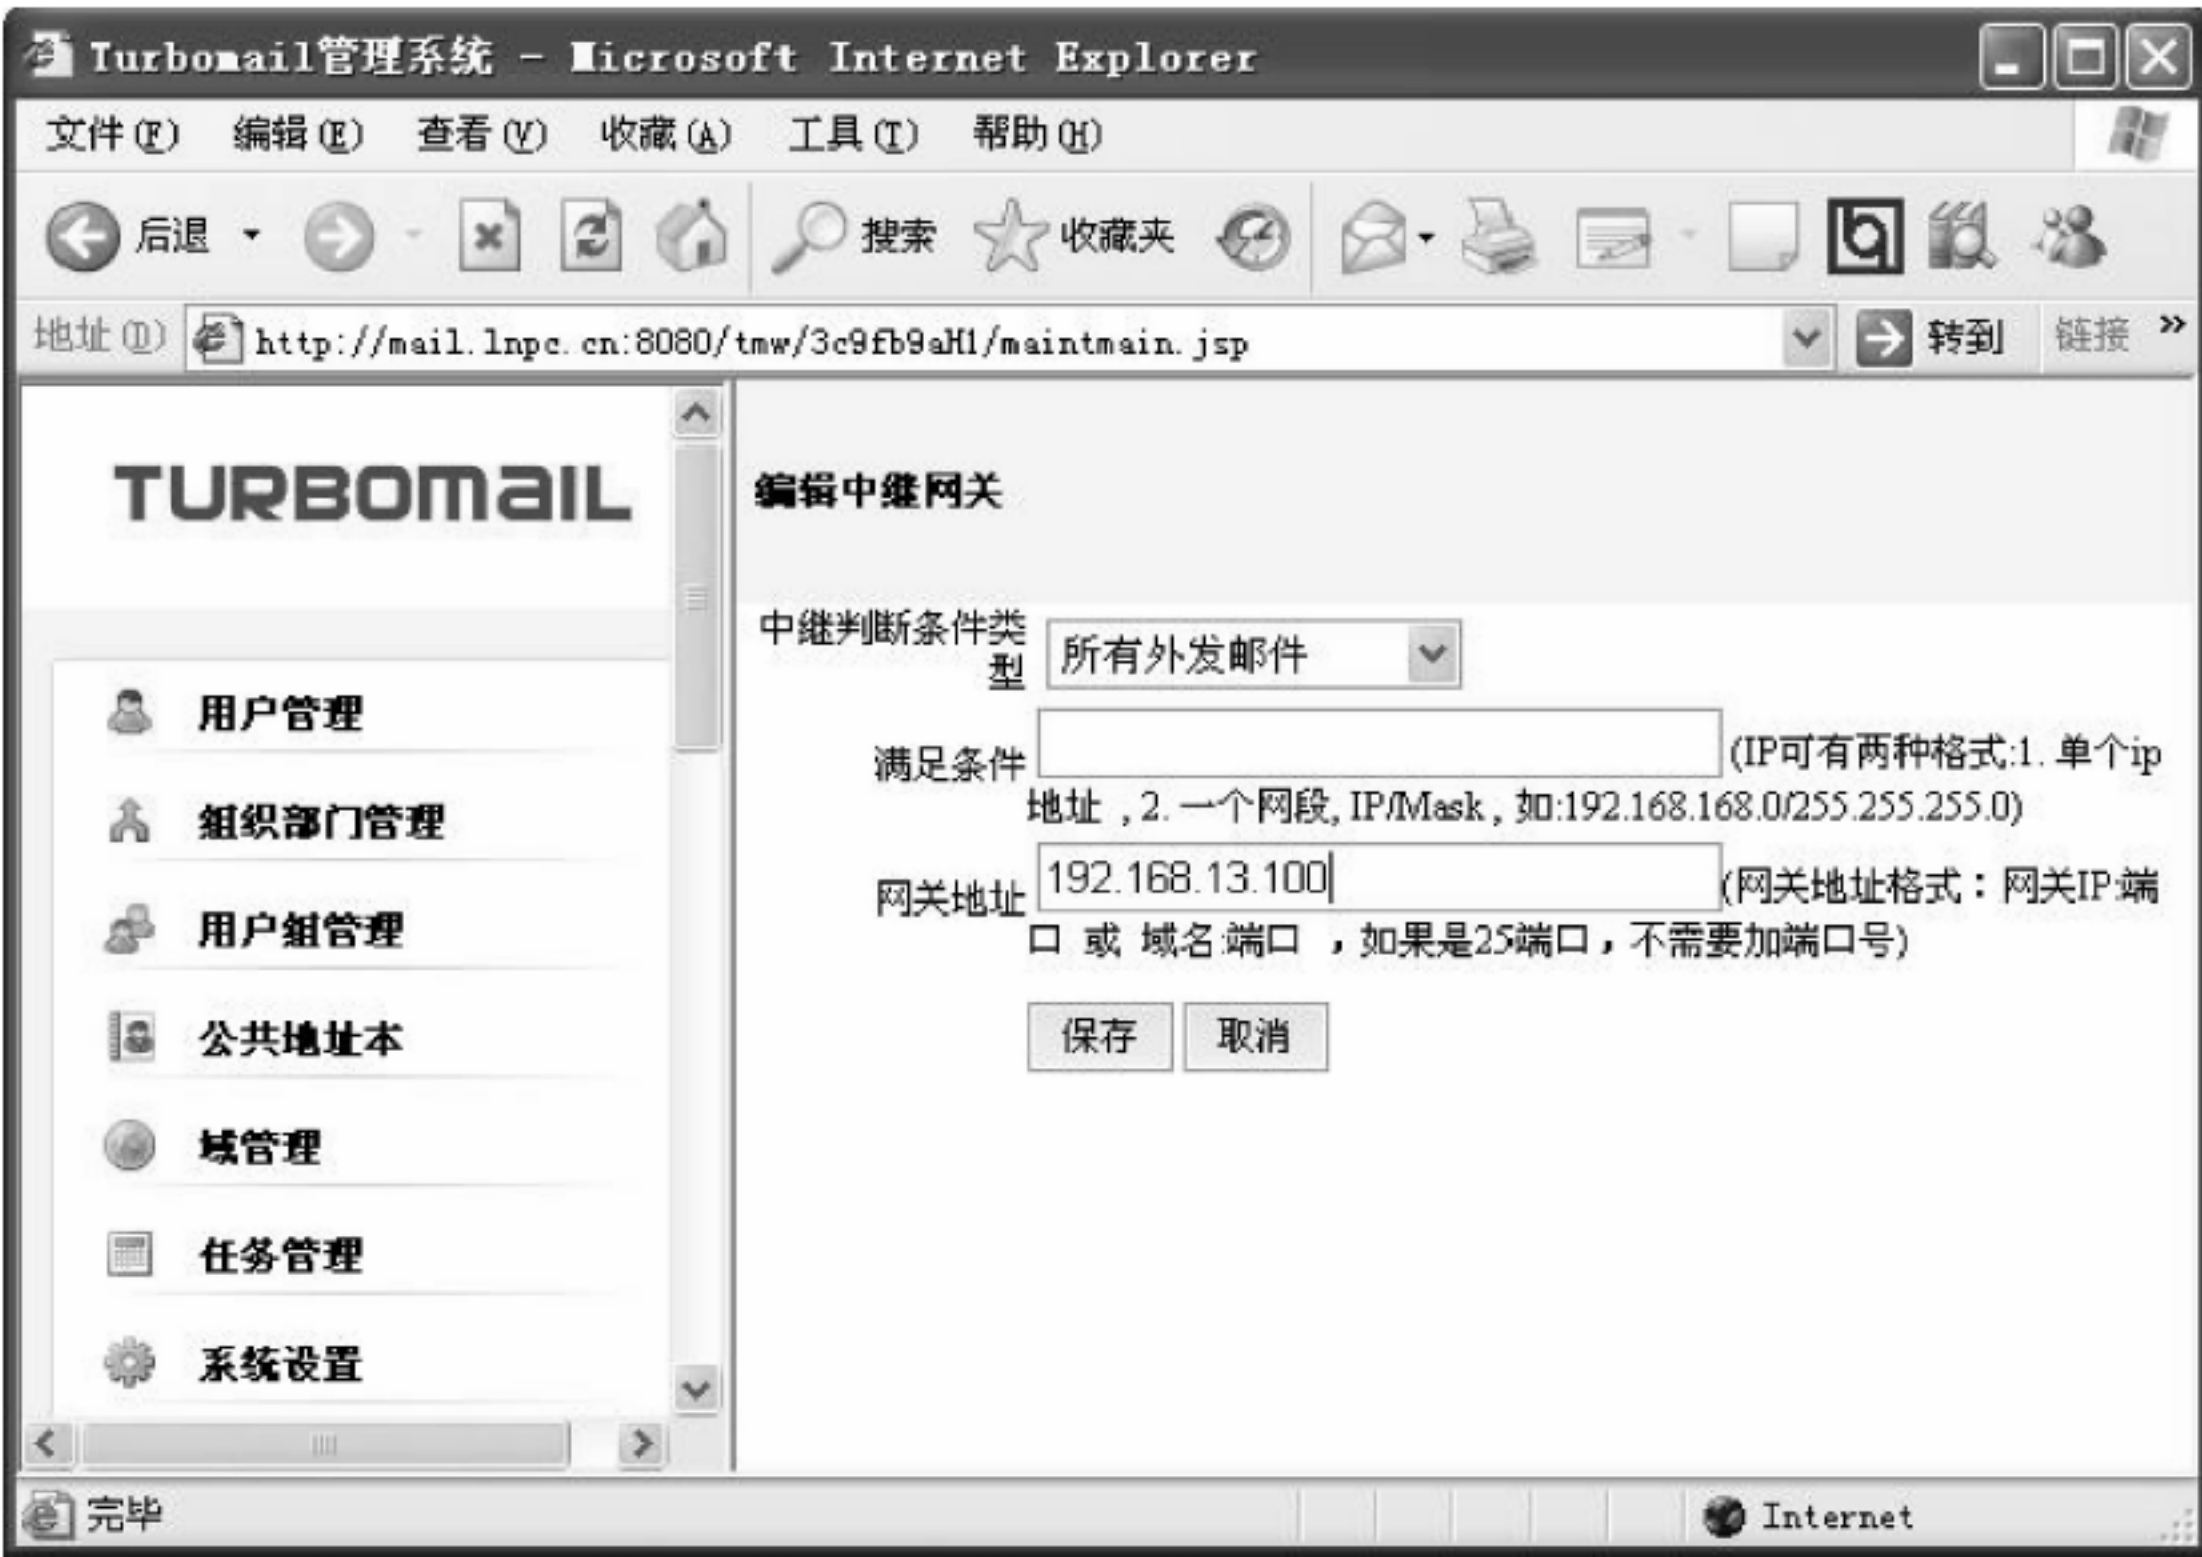 Turbomail管理系统 - Microsoft Internet Explorer
文件(F) 编辑(E) 查看(V) 收藏(A) 工具(T) 帮助(H)
后退 搜索 收藏夹
地址(D) http://mail.lnpc.cn:8080/tmw/3c9fb9aH1/maintmain.jsp 转到 链接 »
TURBOMAIL
用户管理
组织部门管理
用户组管理
公共地址本
域管理
任务管理
系统设置
编辑中继网关
中继判断条件类
型 所有外发邮件
满足条件 (IP可有两种格式:1. 单个ip
地址 , 2. 一个网段, IP/Mask , 如:192.168.168.0/255.255.255.0)
网关地址 192.168.13.100 (网关地址格式：网关IP:端
口 或 域名:端口 ，如果是25端口，不需要加端口号)
保存 取消
完毕 Internet